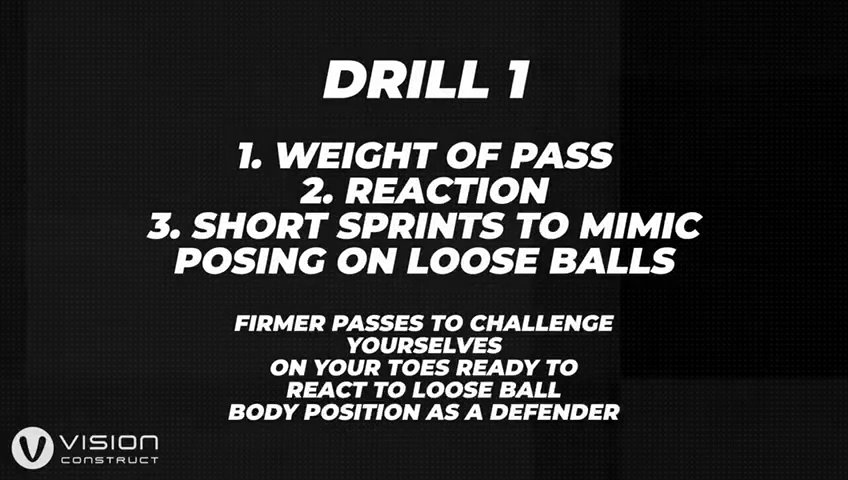 DRILL 1
1. WEIGHT OF PASS
2. REACTION
3. SHORT SPRINTS TO MIMIC
POSING ON LOOSE BALLS
FIRMER PASSES TO CHALLENGE
YOURSELVES
ON YOUR TOES READY TO
REACT TO LOOSE BALL
BODY POSITION AS A DEFENDER
VISION
CONSTRUCT